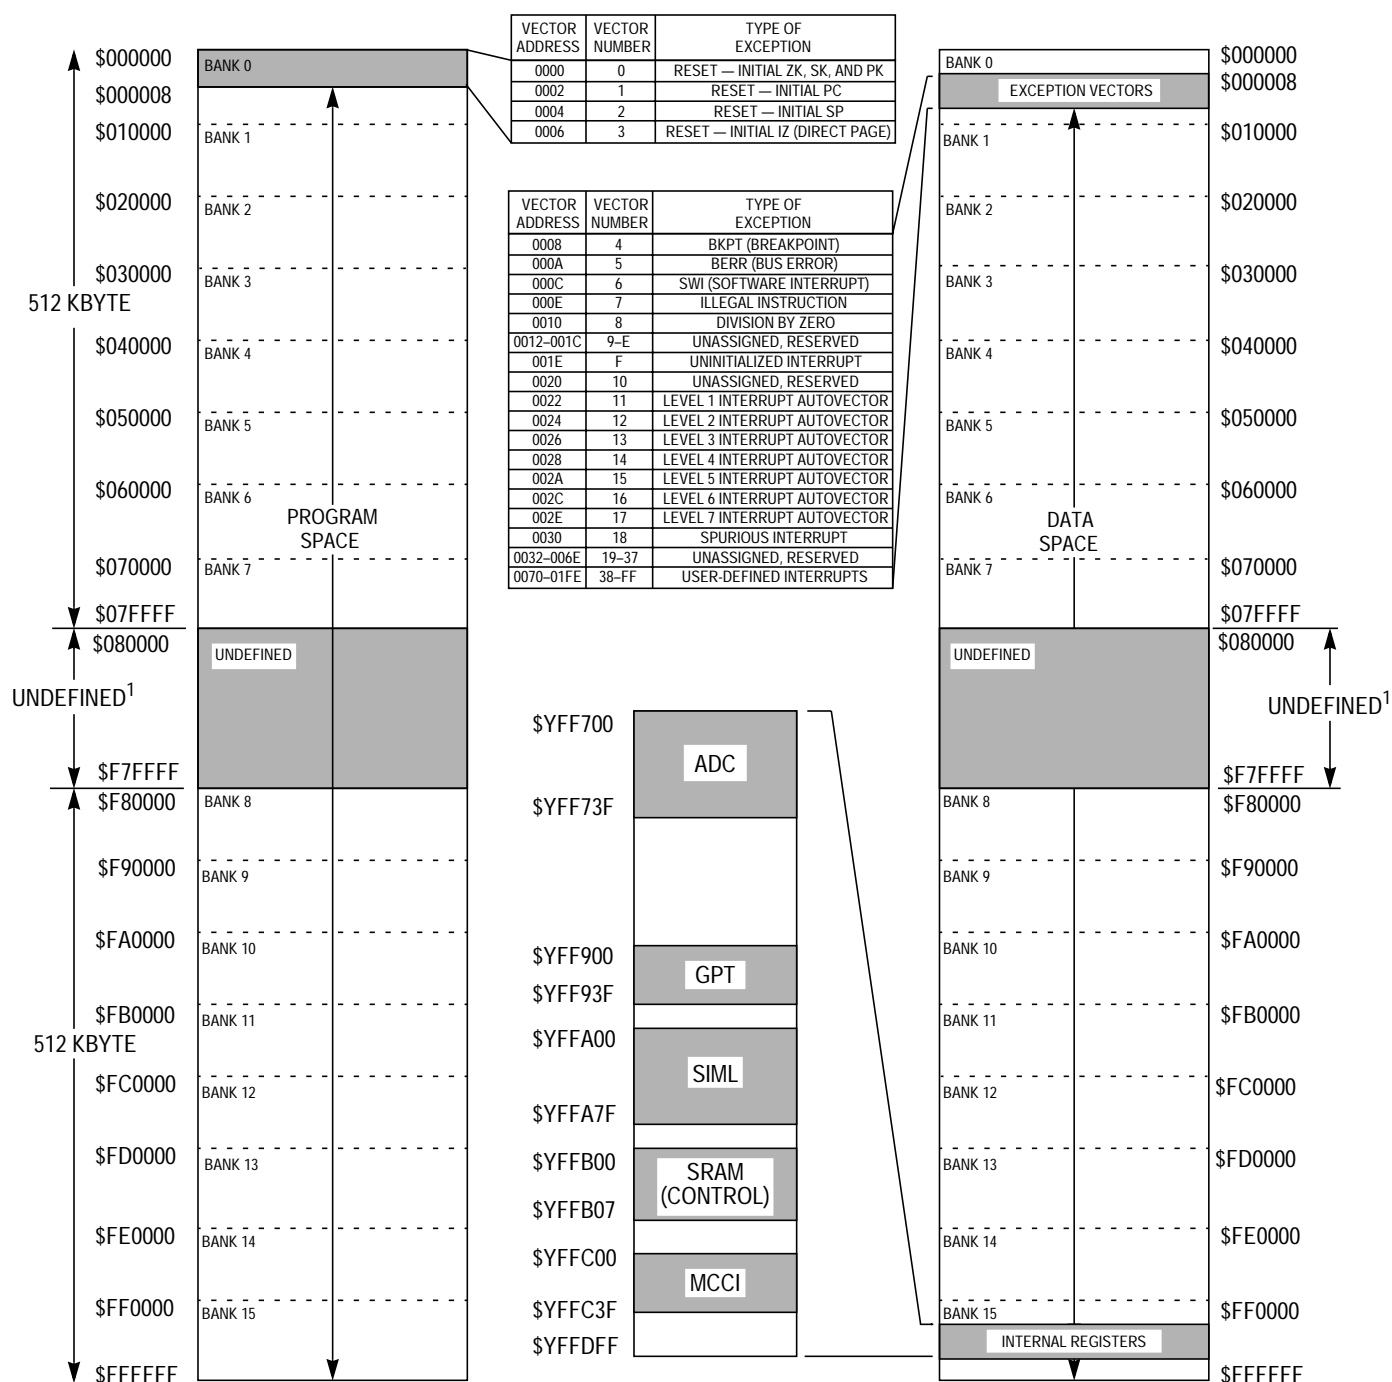 $000000
$000008
$010000
$020000
$030000
512 KBYTE
$040000
$050000
$060000
$070000
$07FFFF
$080000
UNDEFINED1
$F7FFFF
$F80000
$F90000
$FA0000
$FB0000
512 KBYTE
$FC0000
$FD0000
$FE0000
$FF0000
$FFFFFF
BANK 0
BANK 1
BANK 2
BANK 3
BANK 4
BANK 5
BANK 6
PROGRAM
SPACE
BANK 7
UNDEFINED
BANK 8
BANK 9
BANK 10
BANK 11
BANK 12
BANK 13
BANK 14
BANK 15
VECTOR ADDRESS VECTOR NUMBER TYPE OF EXCEPTION
0000 0 RESET — INITIAL ZK, SK, AND PK
0002 1 RESET — INITIAL PC
0004 2 RESET — INITIAL SP
0006 3 RESET — INITIAL IZ (DIRECT PAGE)
VECTOR ADDRESS VECTOR NUMBER TYPE OF EXCEPTION
0008 4 BKPT (BREAKPOINT)
000A 5 BERR (BUS ERROR)
000C 6 SWI (SOFTWARE INTERRUPT)
000E 7 ILLEGAL INSTRUCTION
0010 8 DIVISION BY ZERO
0012–001C 9–E UNASSIGNED, RESERVED
001E F UNINITIALIZED INTERRUPT
0020 10 UNASSIGNED, RESERVED
0022 11 LEVEL 1 INTERRUPT AUTOVECTOR
0024 12 LEVEL 2 INTERRUPT AUTOVECTOR
0026 13 LEVEL 3 INTERRUPT AUTOVECTOR
0028 14 LEVEL 4 INTERRUPT AUTOVECTOR
002A 15 LEVEL 5 INTERRUPT AUTOVECTOR
002C 16 LEVEL 6 INTERRUPT AUTOVECTOR
002E 17 LEVEL 7 INTERRUPT AUTOVECTOR
0030 18 SPURIOUS INTERRUPT
0032–006E 19–37 UNASSIGNED, RESERVED
0070–01FE 38–FF USER-DEFINED INTERRUPTS
$YFF700
ADC
$YFF73F
$YFF900
GPT
$YFF93F
$YFFA00
SIML
$YFFA7F
$YFFB00
SRAM
(CONTROL)
$YFFB07
$YFFC00
MCCI
$YFFC3F
$YFFDFF
BANK 0
EXCEPTION VECTORS
BANK 1
BANK 2
BANK 3
BANK 4
BANK 5
BANK 6
DATA
SPACE
BANK 7
UNDEFINED
BANK 8
BANK 9
BANK 10
BANK 11
BANK 12
BANK 13
BANK 14
BANK 15
INTERNAL REGISTERS
$000000
$000008
$010000
$020000
$030000
$040000
$050000
$060000
$070000
$07FFFF
$080000
UNDEFINED1
$F7FFFF
$F80000
$F90000
$FA0000
$FB0000
$FC0000
$FD0000
$FE0000
$FF0000
$FFFFFF